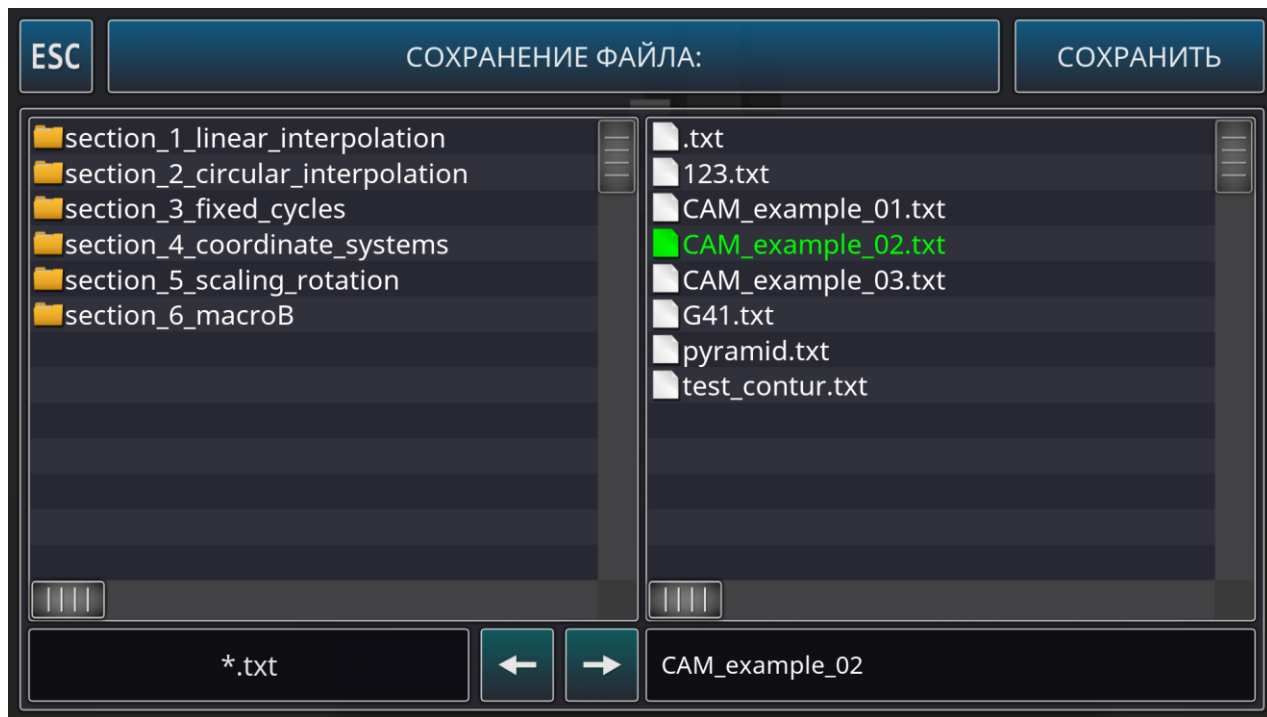 ESC
СОХРАНЕНИЕ ФАЙЛА:
СОХРАНИТЬ
section_1_linear_interpolation
section_2_circular_interpolation
section_3_fixed_cycles
section_4_coordinate_systems
section_5_scaling_rotation
section_6_macroB
.txt
123.txt
CAM_example_01.txt
CAM_example_02.txt
CAM_example_03.txt
G41.txt
pyramid.txt
test_contur.txt
*.txt
CAM_example_02